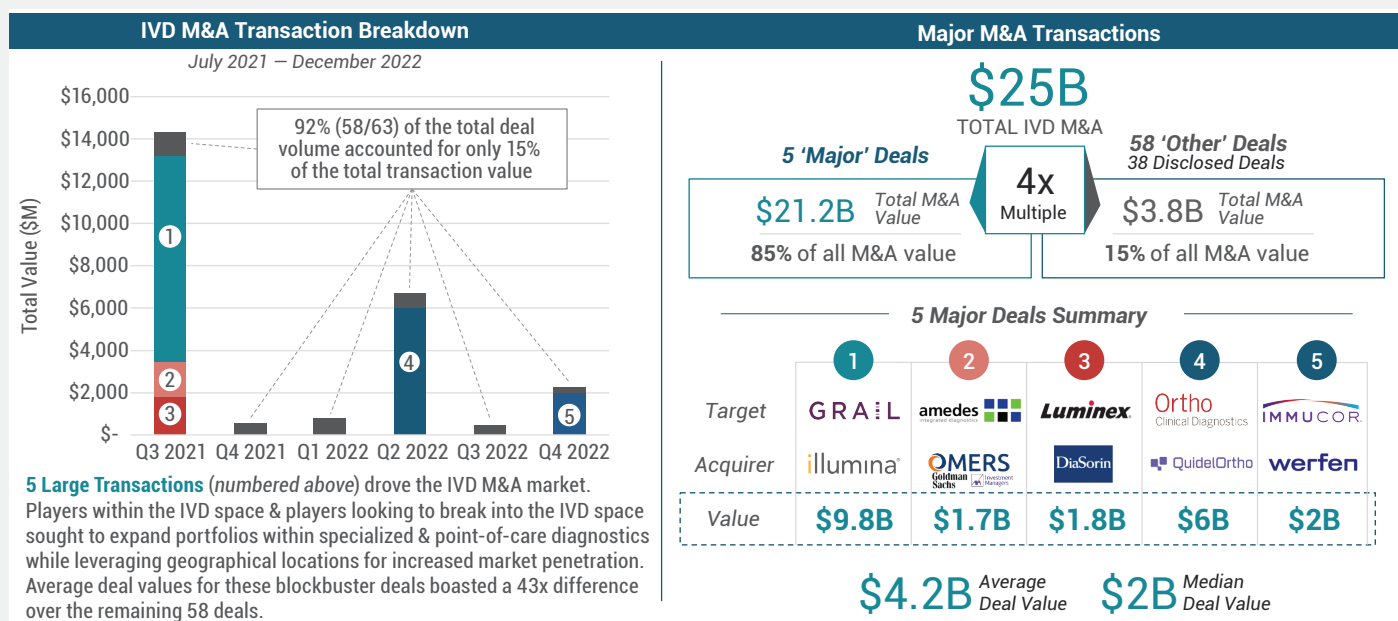 IVD M&A Transaction Breakdown
July 2021 — December 2022
Total Value ($M)
$16,000
$14,000
$12,000
$10,000
$8,000
$6,000
$4,000
$2,000
$-
92% (58/63) of the total deal
volume accounted for only 15%
of the total transaction value
1
2
3
4
5
Q3 2021 Q4 2021 Q1 2022 Q2 2022 Q3 2022 Q4 2022
5 Large Transactions (numbered above) drove the IVD M&A market.
Players within the IVD space & players looking to break into the IVD space
sought to expand portfolios within specialized & point-of-care diagnostics
while leveraging geographical locations for increased market penetration.
Average deal values for these blockbuster deals boasted a 43x difference
over the remaining 58 deals.
Major M&A Transactions
$25B
TOTAL IVD M&A
5 ‘Major’ Deals
$21.2B Total M&A
Value
85% of all M&A value
4x
Multiple
58 ‘Other’ Deals
38 Disclosed Deals
$3.8B Total M&A
Value
15% of all M&A value
5 Major Deals Summary
1 2 3 4 5
Target
GRAIL
amedes
integrated diagnostics
Luminex
Ortho
Clinical Diagnostics
IMMUCOR
Acquirer
illumina®
OMERS
Goldman
Sachs
AXA Investment
Managers
DiaSorin
QuidelOrtho
werfen
Value $9.8B $1.7B $1.8B $6B $2B
$4.2B Average
Deal Value
$2B Median
Deal Value